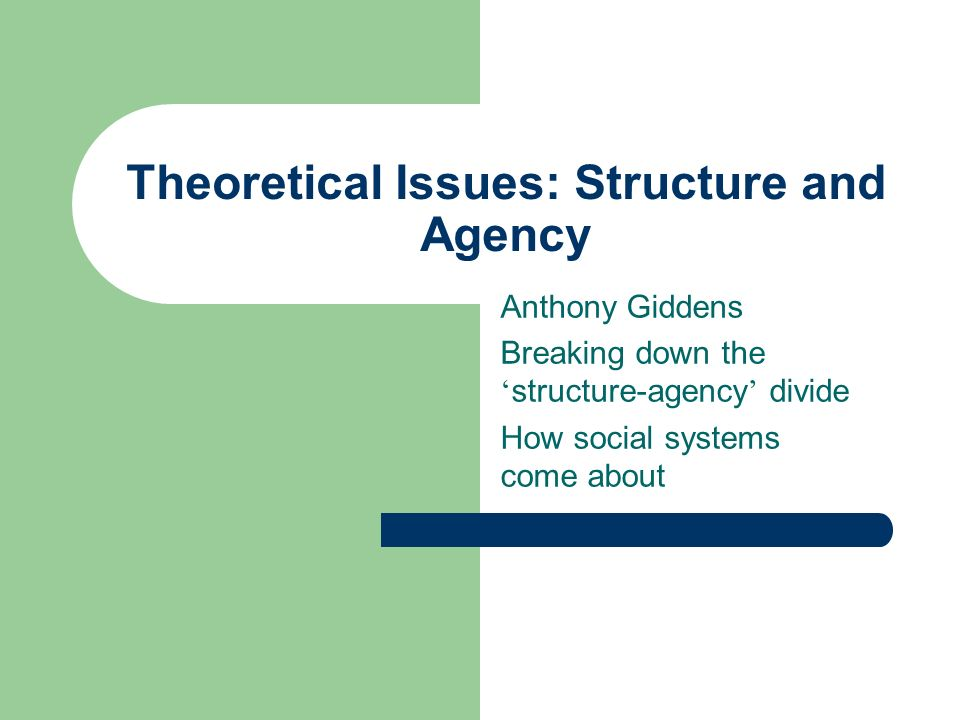 Theoretical Issues: Structure and
Agency
Anthony Giddens
Breaking down the
‘structure-agency’ divide
How social systems
come about